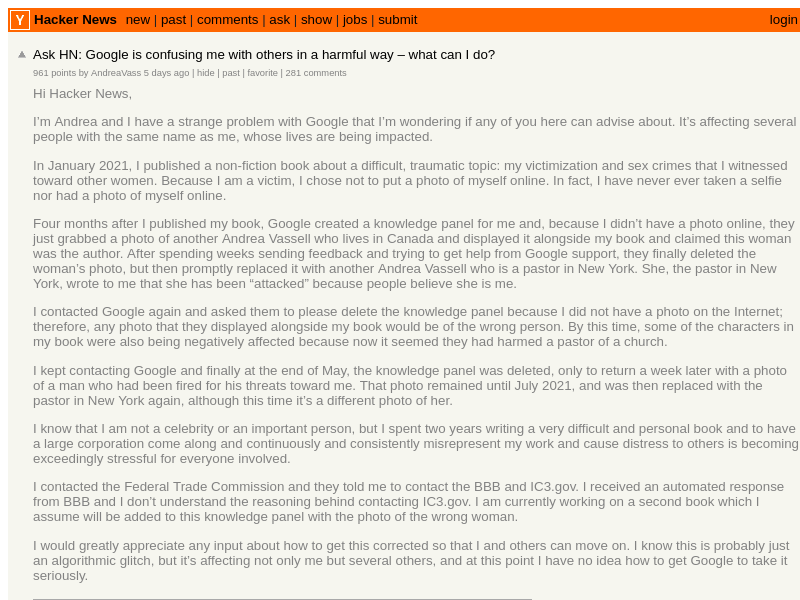 Y Hacker News new | past | comments | ask | show | jobs | submit login
Ask HN: Google is confusing me with others in a harmful way – what can I do?
961 points by AndreaVass 5 days ago | hide | past | favorite | 281 comments
Hi Hacker News,
I’m Andrea and I have a strange problem with Google that I’m wondering if any of you here can advise about. It’s affecting several
people with the same name as me, whose lives are being impacted.
In January 2021, I published a non-fiction book about a difficult, traumatic topic: my victimization and sex crimes that I witnessed
toward other women. Because I am a victim, I chose not to put a photo of myself online. In fact, I have never ever taken a selfie
nor had a photo of myself online.
Four months after I published my book, Google created a knowledge panel for me and, because I didn’t have a photo online, they
just grabbed a photo of another Andrea Vassell who lives in Canada and displayed it alongside my book and claimed this woman
was the author. After spending weeks sending feedback and trying to get help from Google support, they finally deleted the
woman’s photo, but then promptly replaced it with another Andrea Vassell who is a pastor in New York. She, the pastor in New
York, wrote to me that she has been “attacked” because people believe she is me.
I contacted Google again and asked them to please delete the knowledge panel because I did not have a photo on the Internet;
therefore, any photo that they displayed alongside my book would be of the wrong person. By this time, some of the characters in
my book were also being negatively affected because now it seemed they had harmed a pastor of a church.
I kept contacting Google and finally at the end of May, the knowledge panel was deleted, only to return a week later with a photo
of a man who had been fired for his threats toward me. That photo remained until July 2021, and was then replaced with the
pastor in New York again, although this time it’s a different photo of her.
I know that I am not a celebrity or an important person, but I spent two years writing a very difficult and personal book and to have
a large corporation come along and continuously and consistently misrepresent my work and cause distress to others is becoming
exceedingly stressful for everyone involved.
I contacted the Federal Trade Commission and they told me to contact the BBB and IC3.gov. I received an automated response
from BBB and I don’t understand the reasoning behind contacting IC3.gov. I am currently working on a second book which I
assume will be added to this knowledge panel with the photo of the wrong woman.
I would greatly appreciate any input about how to get this corrected so that I and others can move on. I know this is probably just
an algorithmic glitch, but it’s affecting not only me but several others, and at this point I have no idea how to get Google to take it
seriously.